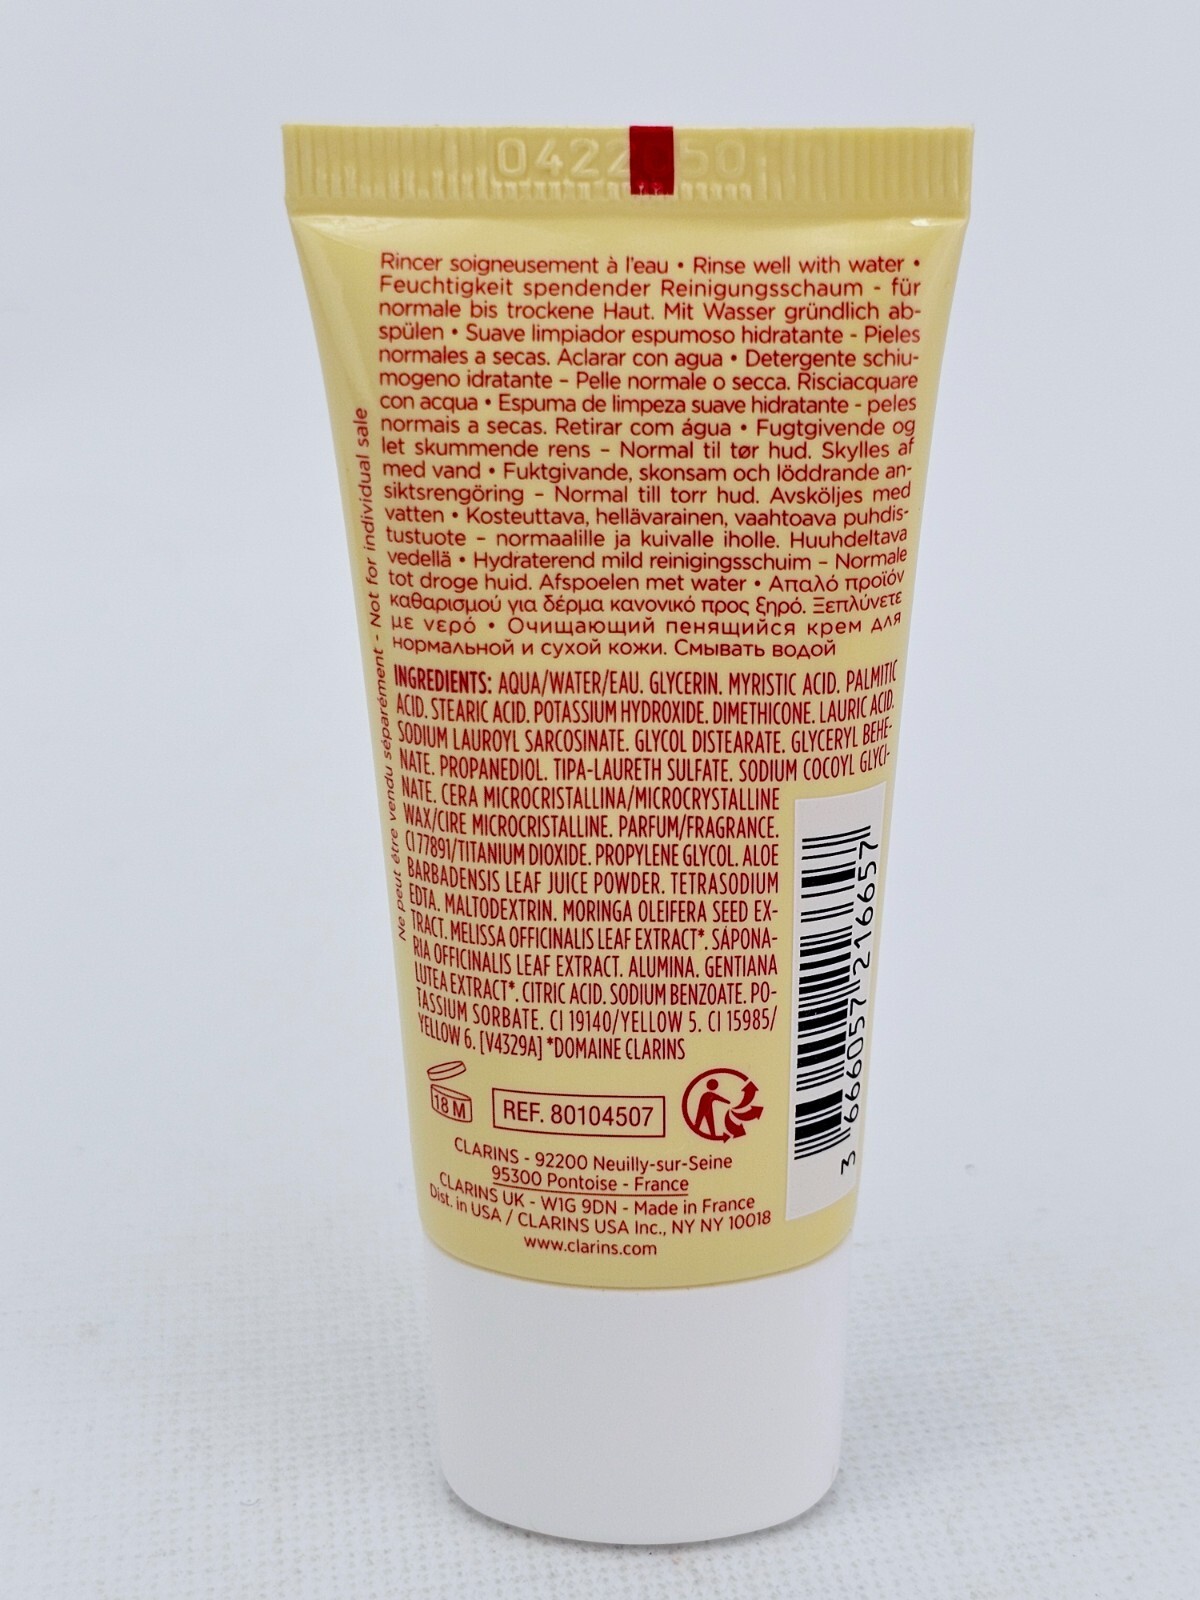 Rincer soigneusement à l'eau • Rinse well with water •
Feuchtigkeit spendender Reinigungsschaum - für
normale bis trockene Haut. Mit Wasser gründlich ab-
spülen • Suave limpiador espumoso hidratante - Pieles
normales a secas. Aclarar con agua • Detergente schiu-
mogeno idratante – Pelle normale o secca. Risciacquare
con acqua • Espuma de limpeza suave hidratante - peles
normais a secas. Retirar com água • Fugtgivende og
let skummende rens – Normal til tør hud. Skylles af
med vand • Fuktgivande, skonsam och löddrande an-
siktsrengöring – Normal till torr hud. Avsköljes med
vatten • Kosteuttava, hellävarainen, vaahtoava puhdis-
tustuote – normaalille ja kuivalle iholle. Huuhdeltava
vedellä • Hydraterend mild reinigingsschuim – Normale
tot droge huid. Afspoelen met water • Απαλό προϊόν
καθαρισμού για δέρμα κανονικό προς ξηρό. Ξεπλύνετε
με νερό • Очищающий пенящийся крем для
нормальной и сухой кожи. Смывать водой
Ne peut être vendu séparément - Not for individual sale
INGREDIENTS: AQUA/WATER/EAU. GLYCERIN. MYRISTIC ACID. PALMITIC
ACID. STEARIC ACID. POTASSIUM HYDROXIDE. DIMETHICONE. LAURIC ACID.
SODIUM LAUROYL SARCOSINATE. GLYCOL DISTEARATE. GLYCERYL BEHE-
NATE. PROPANEDIOL. TIPA-LAURETH SULFATE. SODIUM COCOYL GLYCI-
NATE. CERA MICROCRISTALLINA/MICROCRYSTALLINE
WAX/CIRE MICROCRISTALLINE. PARFUM/FRAGRANCE.
CI 77891/TITANIUM DIOXIDE. PROPYLENE GLYCOL. ALOE
BARBADENSIS LEAF JUICE POWDER. TETRASODIUM
EDTA. MALTODEXTRIN. MORINGA OLEIFERA SEED EX-
TRACT. MELISSA OFFICINALIS LEAF EXTRACT*. SAPONA-
RIA OFFICINALIS LEAF EXTRACT. ALUMINA. GENTIANA
LUTEA EXTRACT*. CITRIC ACID. SODIUM BENZOATE. PO-
TASSIUM SORBATE. CI 19140/YELLOW 5. CI 15985/
YELLOW 6. [V4329A] *DOMAINE CLARINS
18 M
REF. 80104507
3 666057 216657
CLARINS - 92200 Neuilly-sur-Seine
95300 Pontoise - France
CLARINS UK - W1G 9DN - Made in France
Dist. in USA / CLARINS USA Inc., NY NY 10018
www.clarins.com